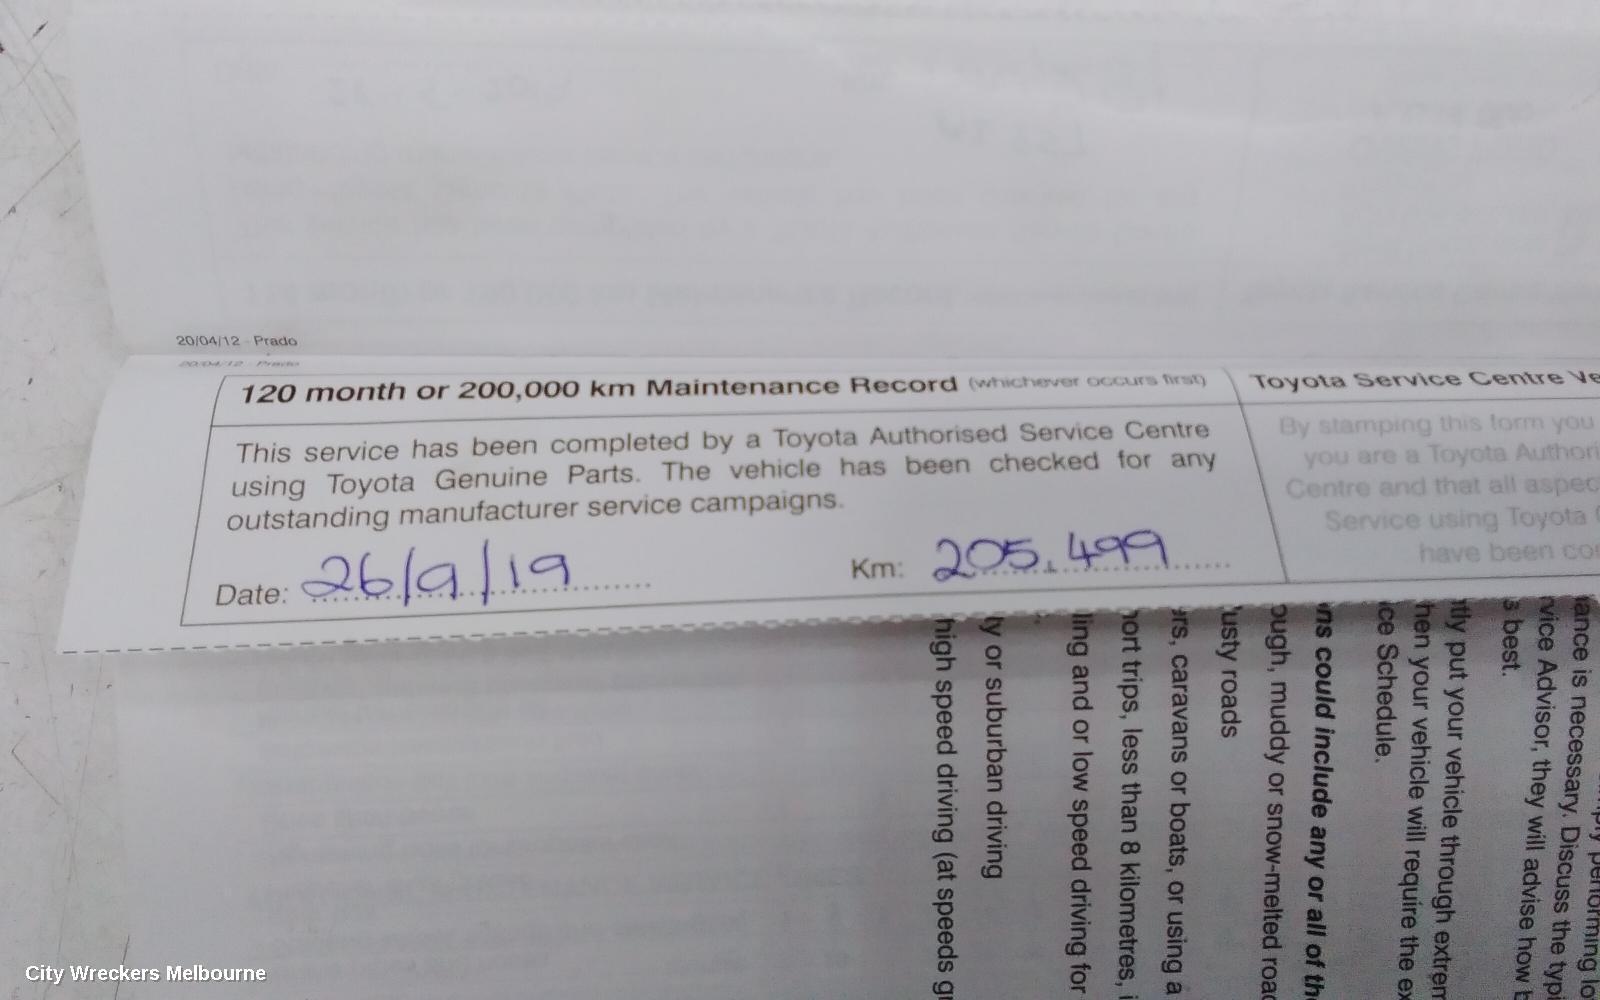 20/04/12 - Prado
120 month or 200,000 km Maintenance Record (whichever occurs first)
This service has been completed by a Toyota Authorised Service Centre
using Toyota Genuine Parts. The vehicle has been checked for any
outstanding manufacturer service campaigns.
Date: 26/9/19
Km: 205.499
Toyota Service Centre Ve
By stamping this form you
you are a Toyota Authori
Centre and that all aspec
Service using Toyota
have been co
ance is necessary. Discuss the typ
vice Advisor, they will advise how
s best.
tly put your vehicle through extrem
hen your vehicle will require the ex
ce Schedule.
ns could include any or all of th
ough, muddy or snow-melted road
usty roads
ers, caravans or boats, or using a
ort trips, less than 8 kilometres, i
ling and or low speed driving for
ty or suburban driving
high speed driving (at speeds g
City Wreckers Melbourne